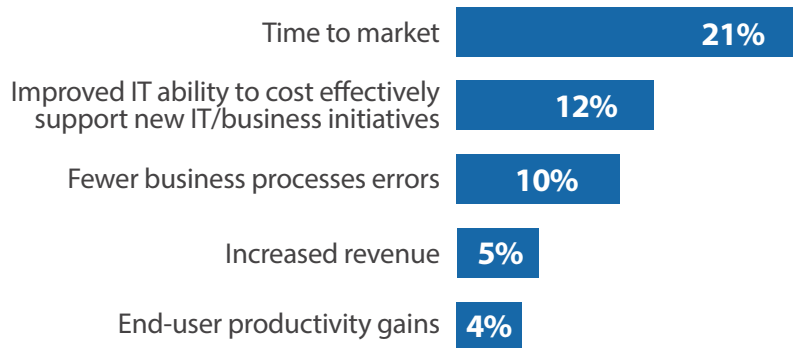 Time to market
21%
Improved IT ability to cost effectively
support new IT/business initiatives
12%
Fewer business processes errors
10%
Increased revenue
5%
End-user productivity gains
4%